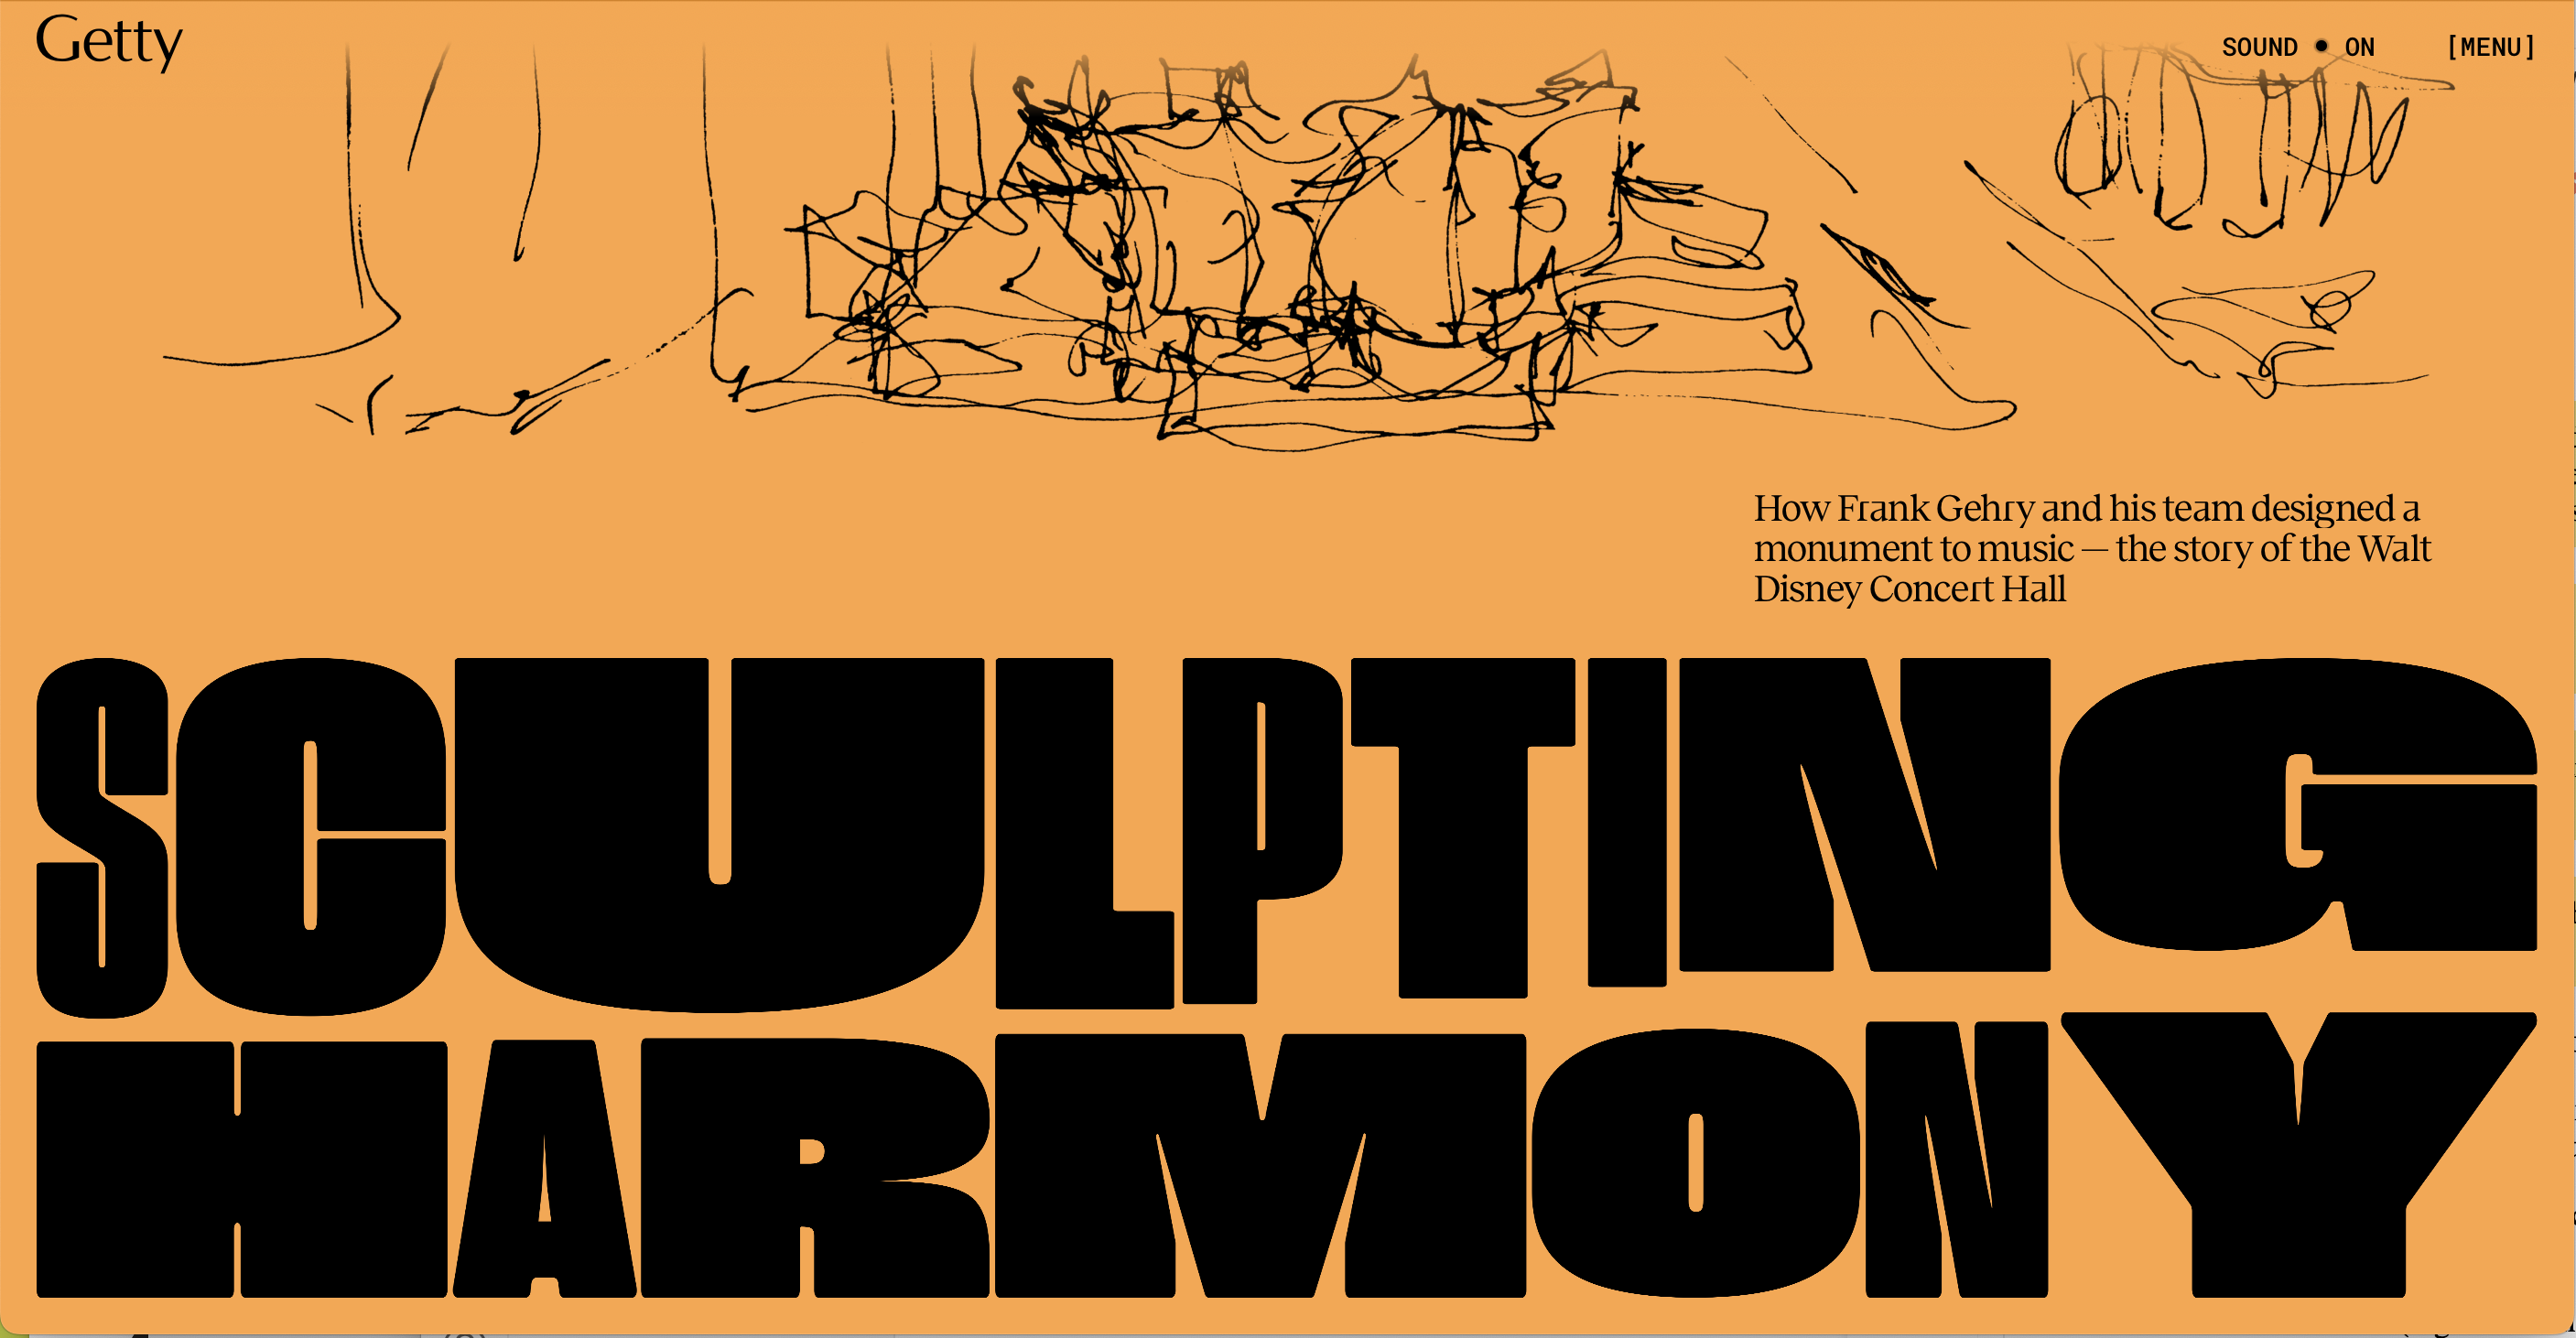 Getty
SOUND ● ON [MENU]
How Frank Gehry and his team designed a
monument to music — the story of the Walt
Disney Concert Hall
SCULPTING
HARMONY